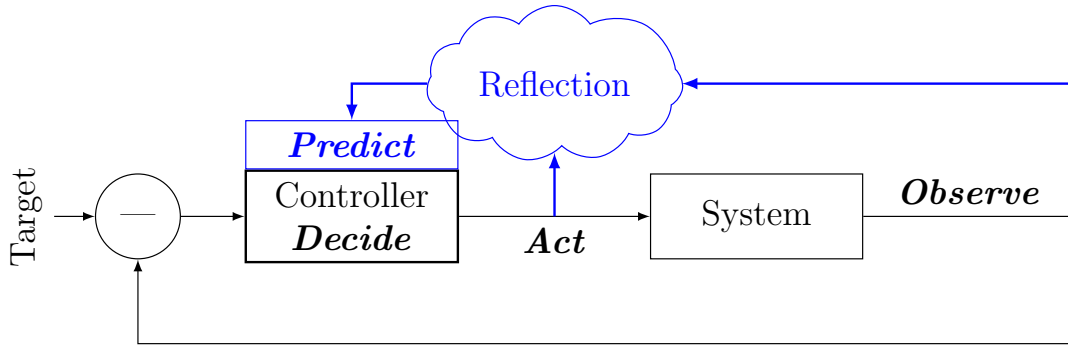 Reflection
Predict
Target
—
Controller
Decide
Act
System
Observe